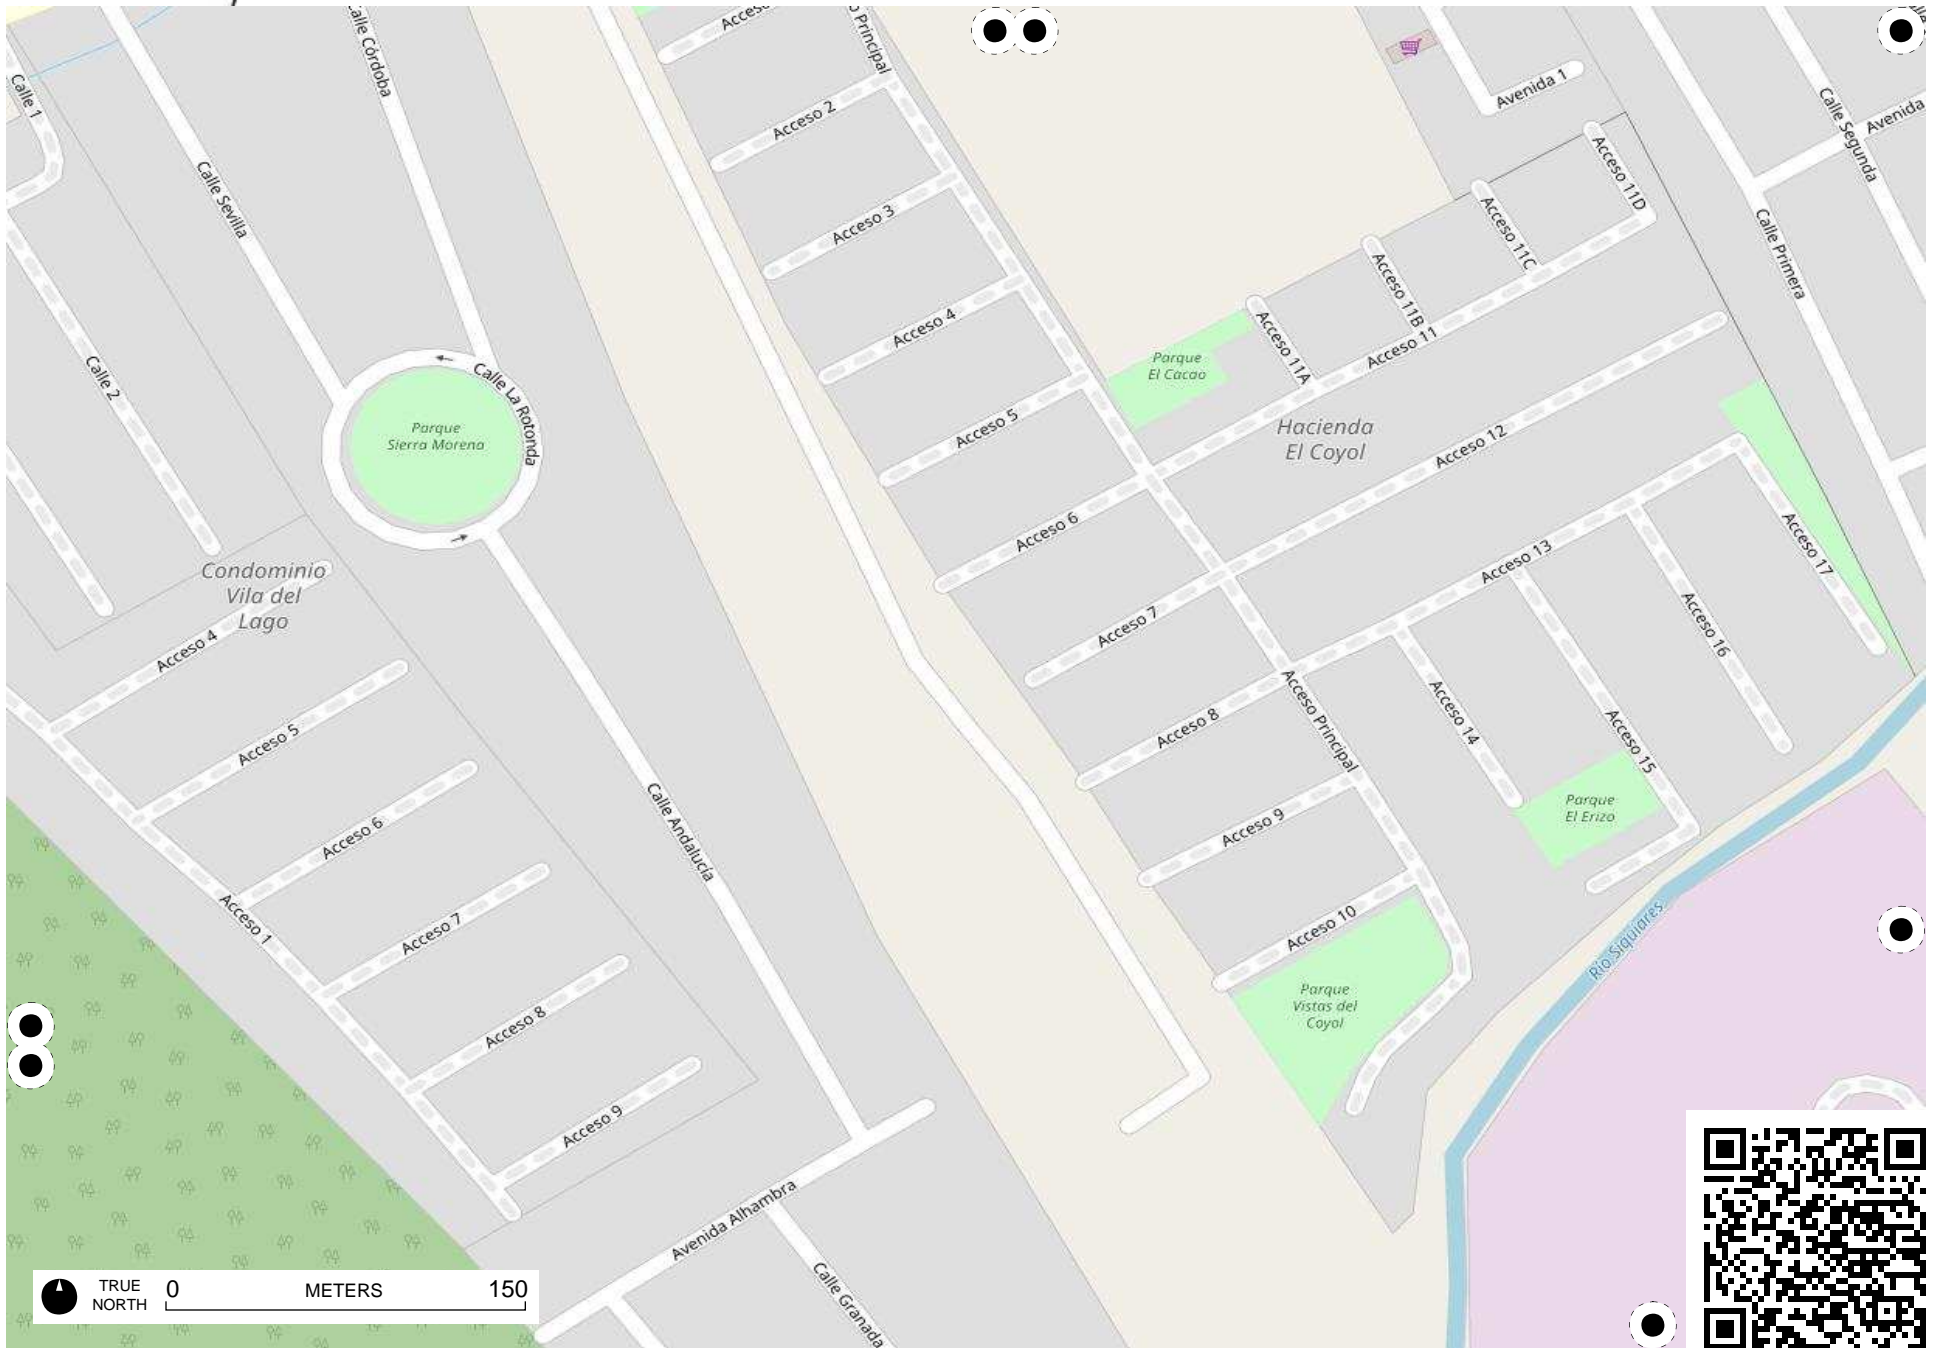 Calle 1
Calle Córdoba
Calle Sevilla
Calle 2
Parque
Sierra Morena
Calle La Rotonda
Condominio
Vila del
Lago
Acceso 4
Acceso 5
Acceso 6
Acceso 7
Acceso 8
Acceso 9
Acceso 1
Calle Andalucía
Avenida Alhambra
Calle Granada
Principal
Acceso 2
Acceso 3
Acceso 4
Acceso 5
Acceso 6
Acceso 7
Acceso 8
Acceso 9
Acceso 10
Acceso Principal
Parque
Vistas del
Coyol
Parque
El Cacao
Hacienda
El Coyol
Acceso 11A
Acceso 11B
Acceso 11C
Acceso 11D
Acceso 11
Acceso 12
Acceso 13
Acceso 14
Acceso 15
Acceso 16
Acceso 17
Parque
El Erizo
Río Siquiares
Avenida 1
Calle Segunda
Avenida
Calle Primera
TRUE
NORTH
0 METERS 150